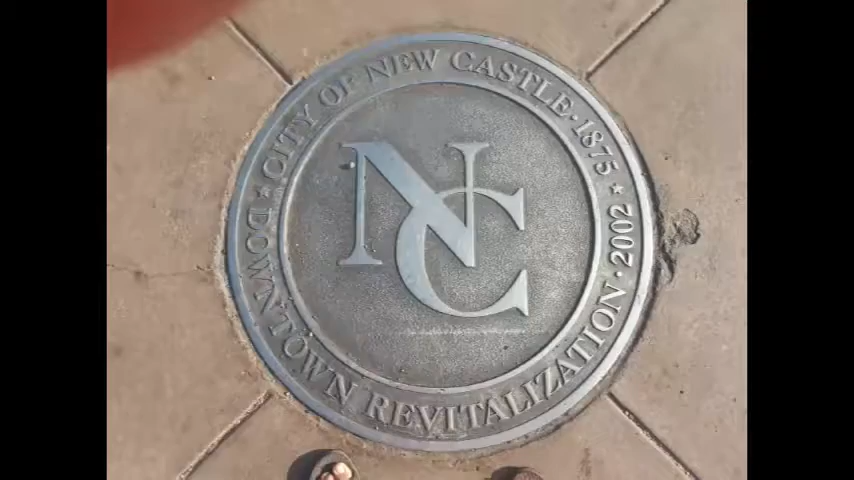 ★ CITY OF NEW CASTLE · 1875 ★
DOWNTOWN REVITALIZATION · 2002
NC